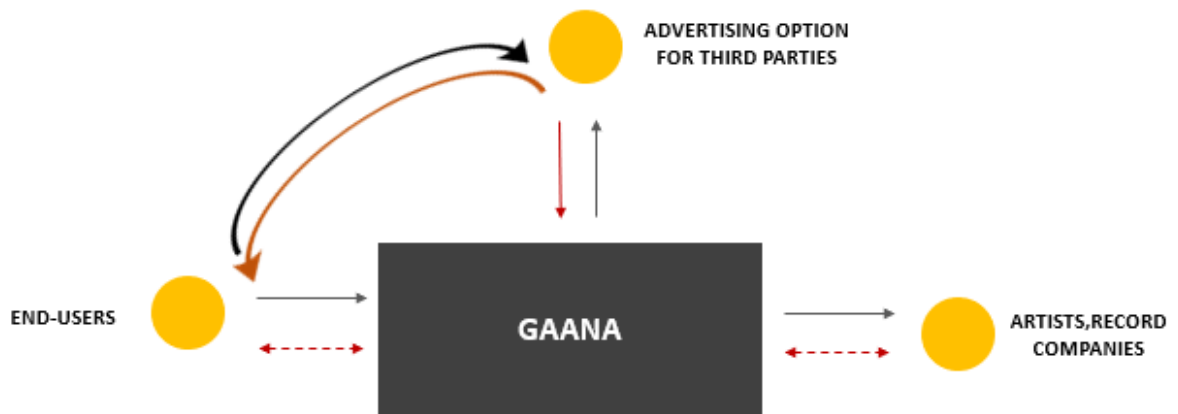 ADVERTISING OPTION
FOR THIRD PARTIES
END-USERS
GAANA
ARTISTS,RECORD
COMPANIES